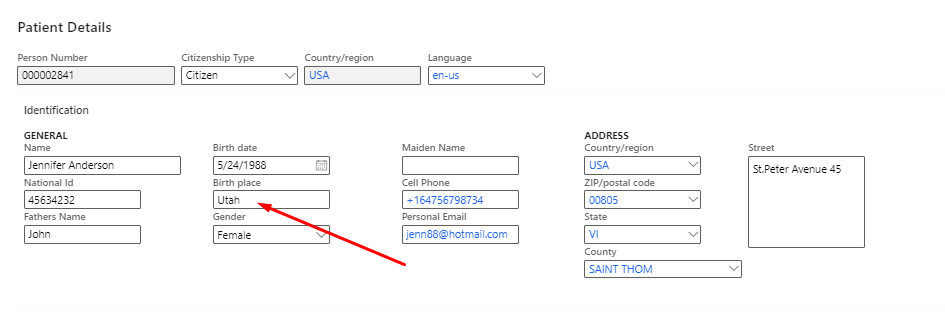 Patient Details
Person Number
Citizenship Type
Country/region
Language
000002841
Citizen
USA
en-us
Identification
GENERAL
Name
Jennifer Anderson
National Id
45634232
Fathers Name
John
Birth date
5/24/1988
Birth place
Utah
Gender
Female
Maiden Name
Cell Phone
+164756798734
Personal Email
jenn88@hotmail.com
ADDRESS
Country/region
USA
ZIP/postal code
00805
State
VI
County
SAINT THOM
Street
St.Peter Avenue 45